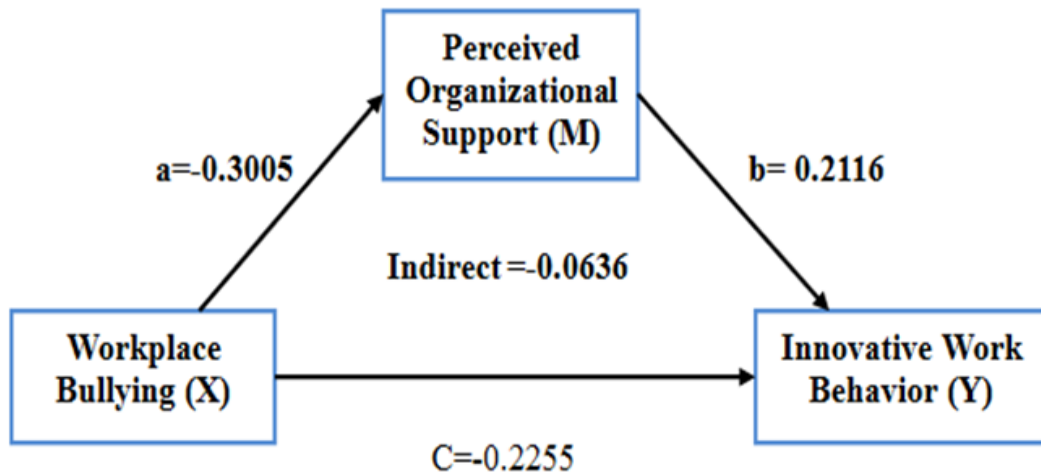 Perceived
Organizational
Support (M)
a=-0.3005
b= 0.2116
Indirect =-0.0636
Workplace
Bullying (X)
Innovative Work
Behavior (Y)
C=-0.2255